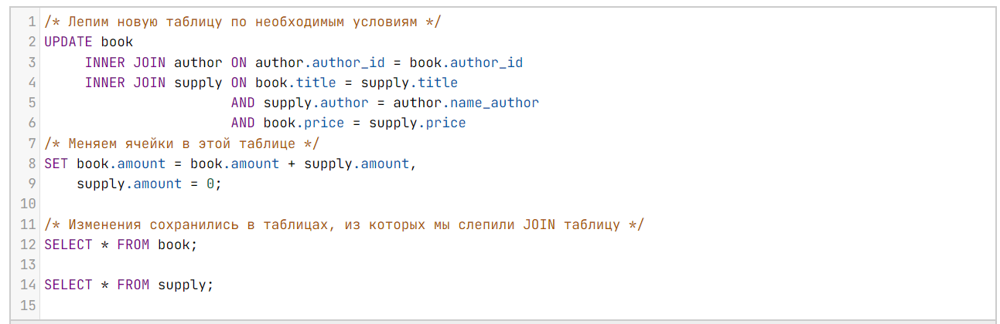 1 /* Лепим новую таблицу по необходимым условиям */
2 UPDATE book
3      INNER JOIN author ON author.author_id = book.author_id
4      INNER JOIN supply ON book.title = supply.title
5                        AND supply.author = author.name_author
6                        AND book.price = supply.price
7 /* Меняем ячейки в этой таблице */
8 SET book.amount = book.amount + supply.amount,
9     supply.amount = 0;
10
11 /* Изменения сохранились в таблицах, из которых мы слепили JOIN таблицу */
12 SELECT * FROM book;
13
14 SELECT * FROM supply;
15